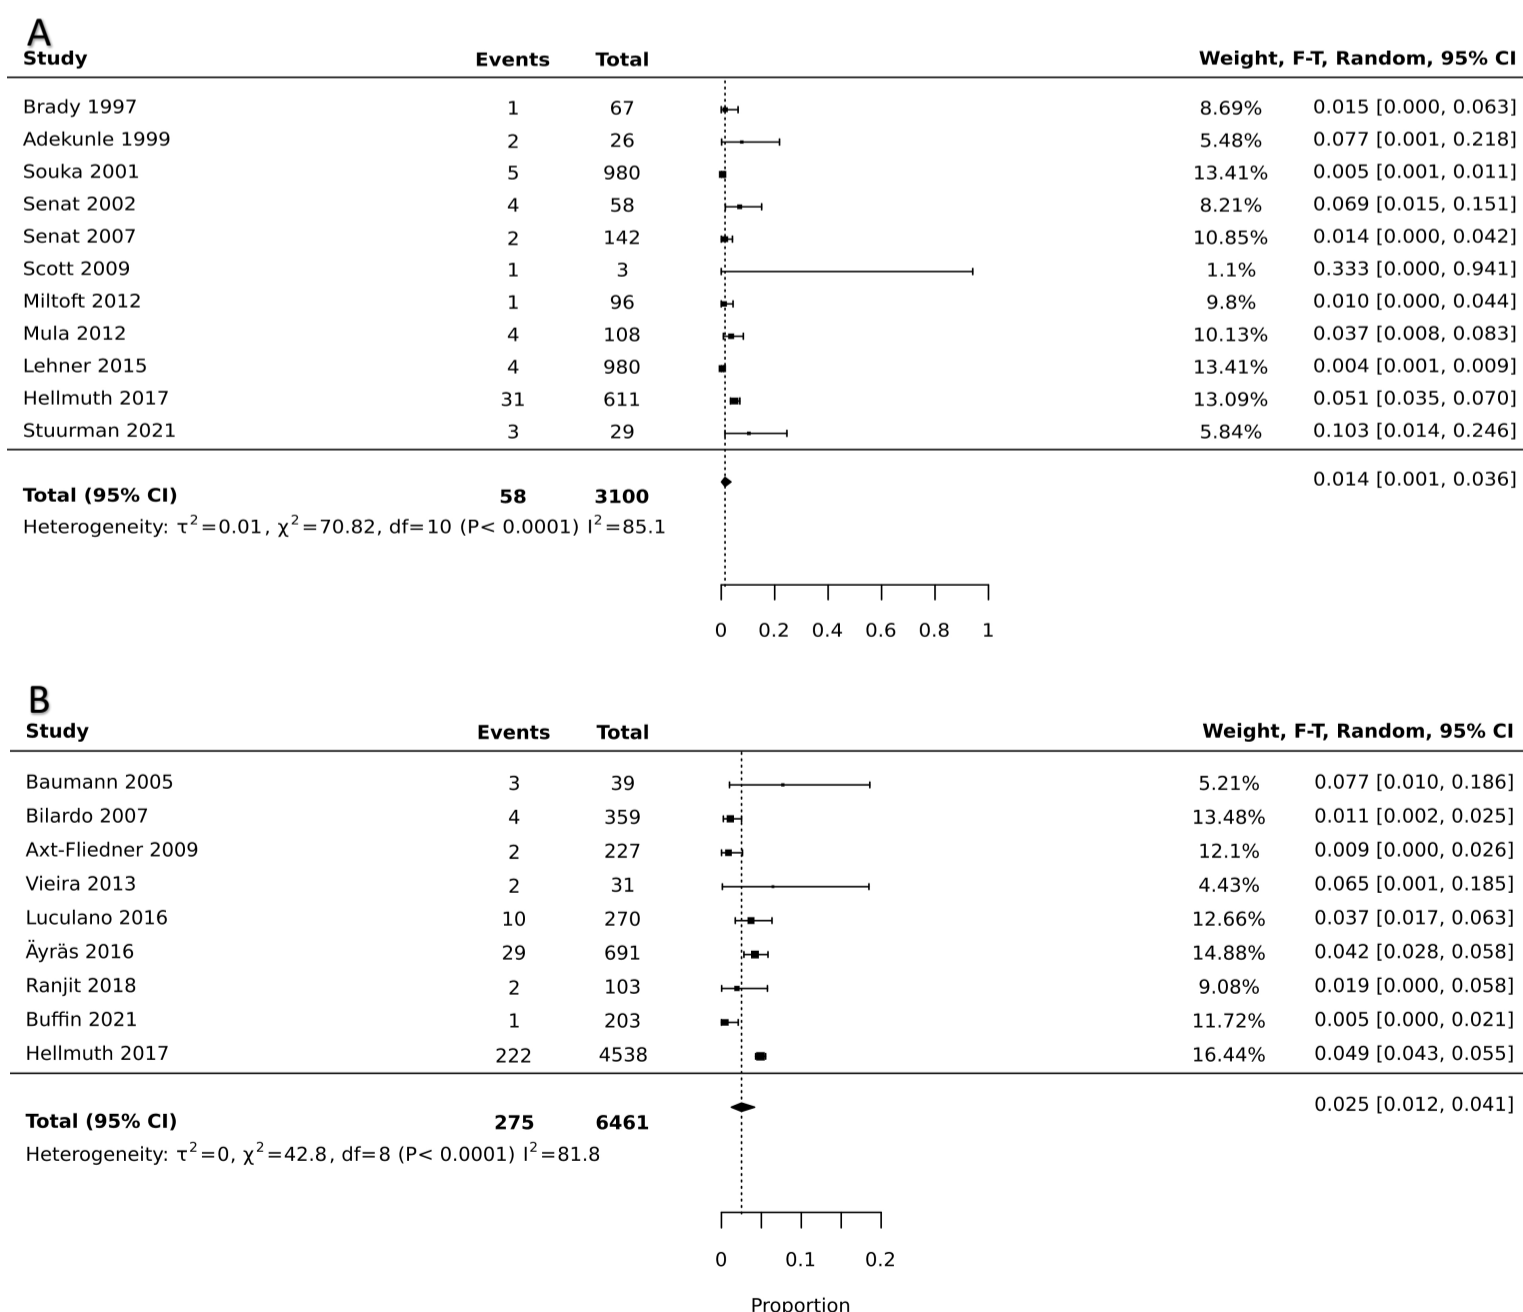 A
Study Events Total Weight, F-T, Random, 95% CI
Brady 1997 1 67 8.69% 0.015 [0.000, 0.063]
Adekunle 1999 2 26 5.48% 0.077 [0.001, 0.218]
Souka 2001 5 980 13.41% 0.005 [0.001, 0.011]
Senat 2002 4 58 8.21% 0.069 [0.015, 0.151]
Senat 2007 2 142 10.85% 0.014 [0.000, 0.042]
Scott 2009 1 3 1.1% 0.333 [0.000, 0.941]
Miltoft 2012 1 96 9.8% 0.010 [0.000, 0.044]
Mula 2012 4 108 10.13% 0.037 [0.008, 0.083]
Lehner 2015 4 980 13.41% 0.004 [0.001, 0.009]
Hellmuth 2017 31 611 13.09% 0.051 [0.035, 0.070]
Stuurman 2021 3 29 5.84% 0.103 [0.014, 0.246]
0.014 [0.001, 0.036]
Total (95% CI) 58 3100
Heterogeneity: τ²=0.01, χ²=70.82, df=10 (P< 0.0001) I²=85.1
0 0.2 0.4 0.6 0.8 1
B
Study Events Total Weight, F-T, Random, 95% CI
Baumann 2005 3 39 5.21% 0.077 [0.010, 0.186]
Bilardo 2007 4 359 13.48% 0.011 [0.002, 0.025]
Axt-Fliedner 2009 2 227 12.1% 0.009 [0.000, 0.026]
Vieira 2013 2 31 4.43% 0.065 [0.001, 0.185]
Luculano 2016 10 270 12.66% 0.037 [0.017, 0.063]
Äyräs 2016 29 691 14.88% 0.042 [0.028, 0.058]
Ranjit 2018 2 103 9.08% 0.019 [0.000, 0.058]
Buffin 2021 1 203 11.72% 0.005 [0.000, 0.021]
Hellmuth 2017 222 4538 16.44% 0.049 [0.043, 0.055]
0.025 [0.012, 0.041]
Total (95% CI) 275 6461
Heterogeneity: τ²=0, χ²=42.8, df=8 (P< 0.0001) I²=81.8
0 0.1 0.2
Proportion